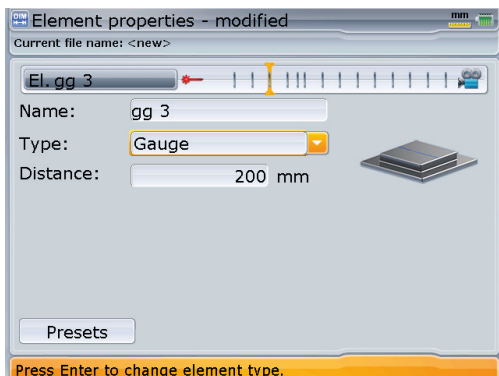 Element properties - modified
mm
Current file name: <new>
El. gg 3
Name: gg 3
Type: Gauge
Distance: 200 mm
Presets
Press Enter to change element type.